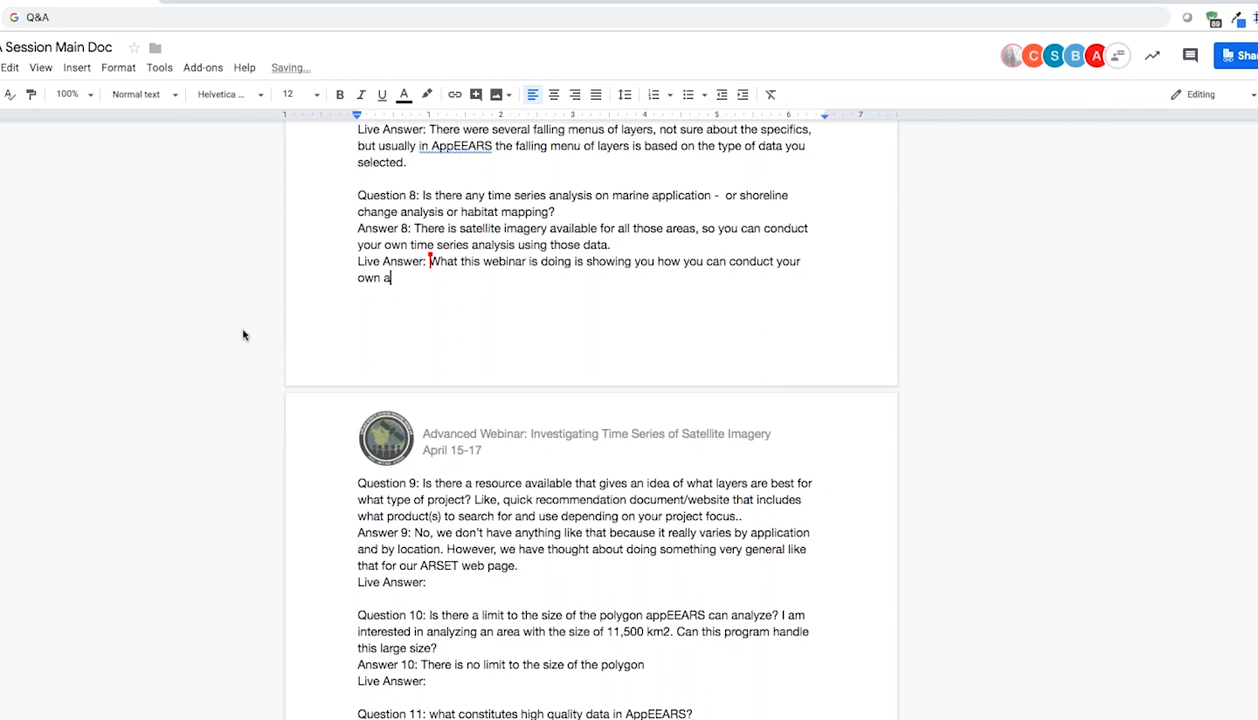 Q&A
A Session Main Doc
C S B A Sha
Edit View Insert Format Tools Add-ons Help Saving...
100% Normal text Helvetica ... 12 B I U A Editing
1 1 2 3 4 5 6 7
89
Live Answer: There were several falling menus of layers, not sure about the specifics,
but usually in AppEEARS the falling menu of layers is based on the type of data you
selected.
Question 8: Is there any time series analysis on marine application - or shoreline
change analysis or habitat mapping?
Answer 8: There is satellite imagery available for all those areas, so you can conduct
your own time series analysis using those data.
Live Answer: What this webinar is doing is showing you how you can conduct your
own a
Advanced Webinar: Investigating Time Series of Satellite Imagery
April 15-17
Question 9: Is there a resource available that gives an idea of what layers are best for
what type of project? Like, quick recommendation document/website that includes
what product(s) to search for and use depending on your project focus..
Answer 9: No, we don't have anything like that because it really varies by application
and by location. However, we have thought about doing something very general like
that for our ARSET web page.
Live Answer:
Question 10: Is there a limit to the size of the polygon appEEARS can analyze? I am
interested in analyzing an area with the size of 11,500 km2. Can this program handle
this large size?
Answer 10: There is no limit to the size of the polygon
Live Answer:
Question 11: what constitutes high quality data in AppEEARS?